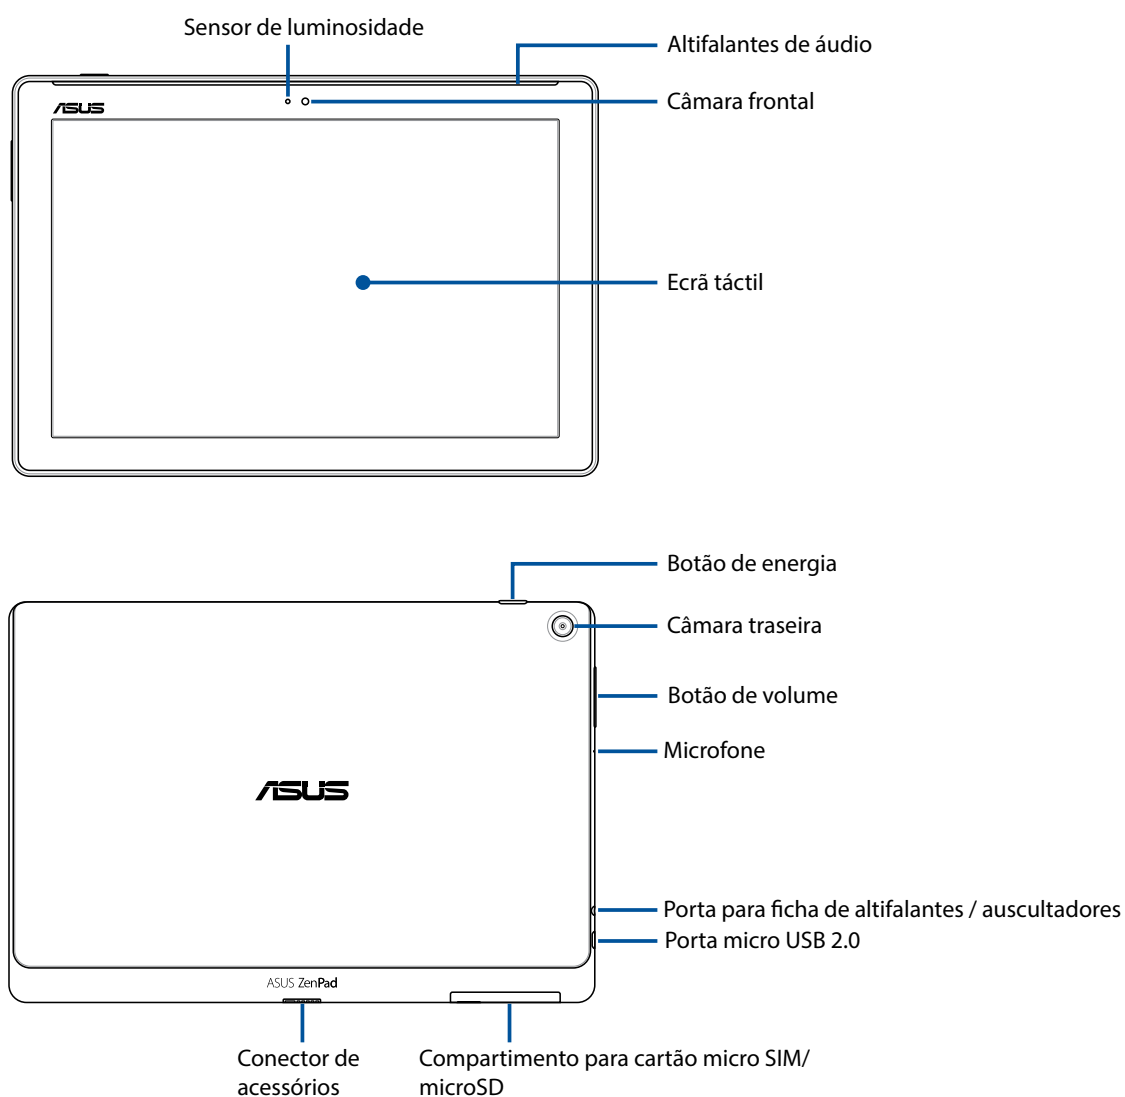 Sensor de luminosidade
Altifalantes de áudio
Câmara frontal
ASUS
Ecrã táctil
Botão de energia
Câmara traseira
Botão de volume
Microfone
ASUS
Porta para ficha de altifalantes / auscultadores
Porta micro USB 2.0
ASUS ZenPad
Conector de
acessórios
Compartimento para cartão micro SIM/
microSD